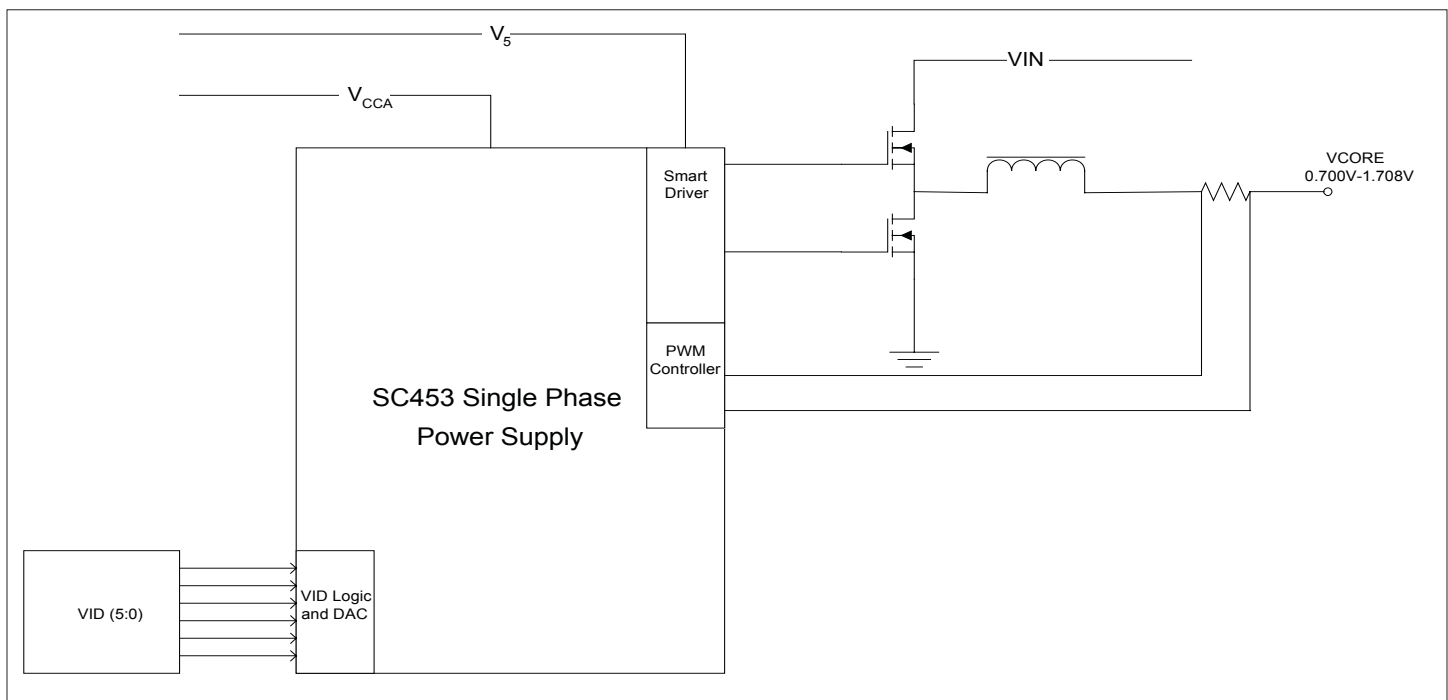 V5
VIN
VCCA
VCORE
0.700V-1.708V
Smart
Driver
PWM
Controller
SC453 Single Phase
Power Supply
VID (5:0)
VID Logic
and DAC